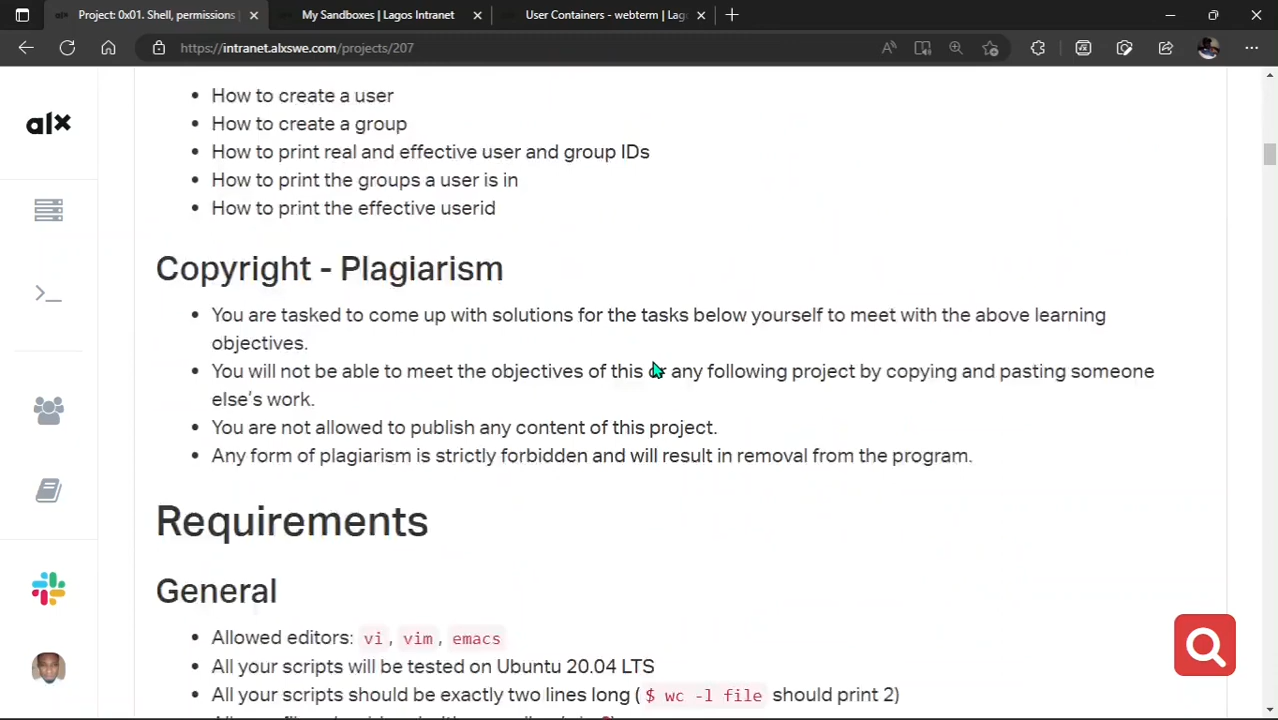 Project: 0x01. Shell, permissions
My Sandboxes | Lagos Intranet
User Containers - webterm | Lag
https://intranet.alxswe.com/projects/207
alx
How to create a user
How to create a group
How to print real and effective user and group IDs
How to print the groups a user is in
How to print the effective userid
Copyright - Plagiarism
You are tasked to come up with solutions for the tasks below yourself to meet with the above learning
objectives.
You will not be able to meet the objectives of this or any following project by copying and pasting someone
else's work.
You are not allowed to publish any content of this project.
Any form of plagiarism is strictly forbidden and will result in removal from the program.
Requirements
General
Allowed editors: vi, vim, emacs
All your scripts will be tested on Ubuntu 20.04 LTS
All your scripts should be exactly two lines long ( $ wc -l file should print 2)